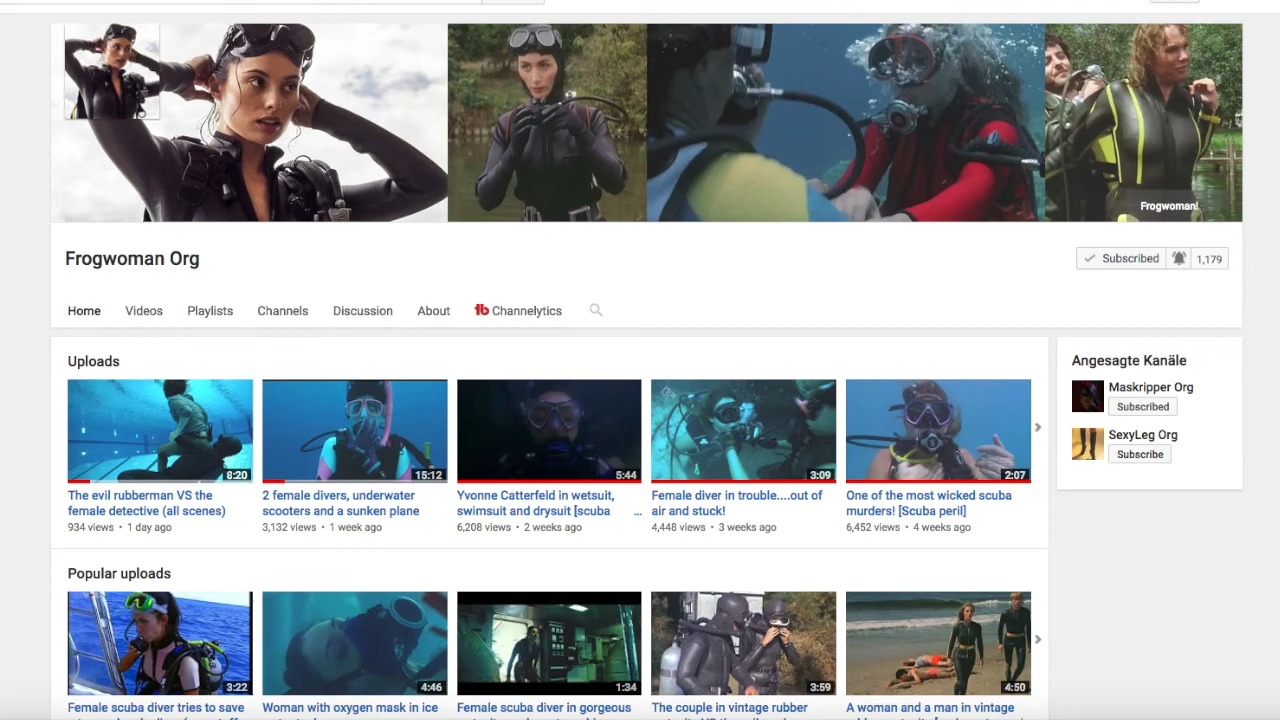 Frogwoman!
Frogwoman Org
Subscribed
1,179
Home
Videos
Playlists
Channels
Discussion
About
Channelytics
Uploads
8:20
15:12
5:44
3:09
2:07
The evil rubberman VS the
female detective (all scenes)
934 views • 1 day ago
2 female divers, underwater
scooters and a sunken plane
3,132 views • 1 week ago
Yvonne Catterfeld in wetsuit,
swimsuit and drysuit [scuba ...
6,208 views • 2 weeks ago
Female diver in trouble....out of
air and stuck!
4,448 views • 3 weeks ago
One of the most wicked scuba
murders! [Scuba peril]
6,452 views • 4 weeks ago
Angesagte Kanäle
Maskripper Org
Subscribed
SexyLeg Org
Subscribe
Popular uploads
3:22
4:46
1:34
3:59
4:50
Female scuba diver tries to save
Woman with oxygen mask in ice
Female scuba diver in gorgeous
The couple in vintage rubber
A woman and a man in vintage